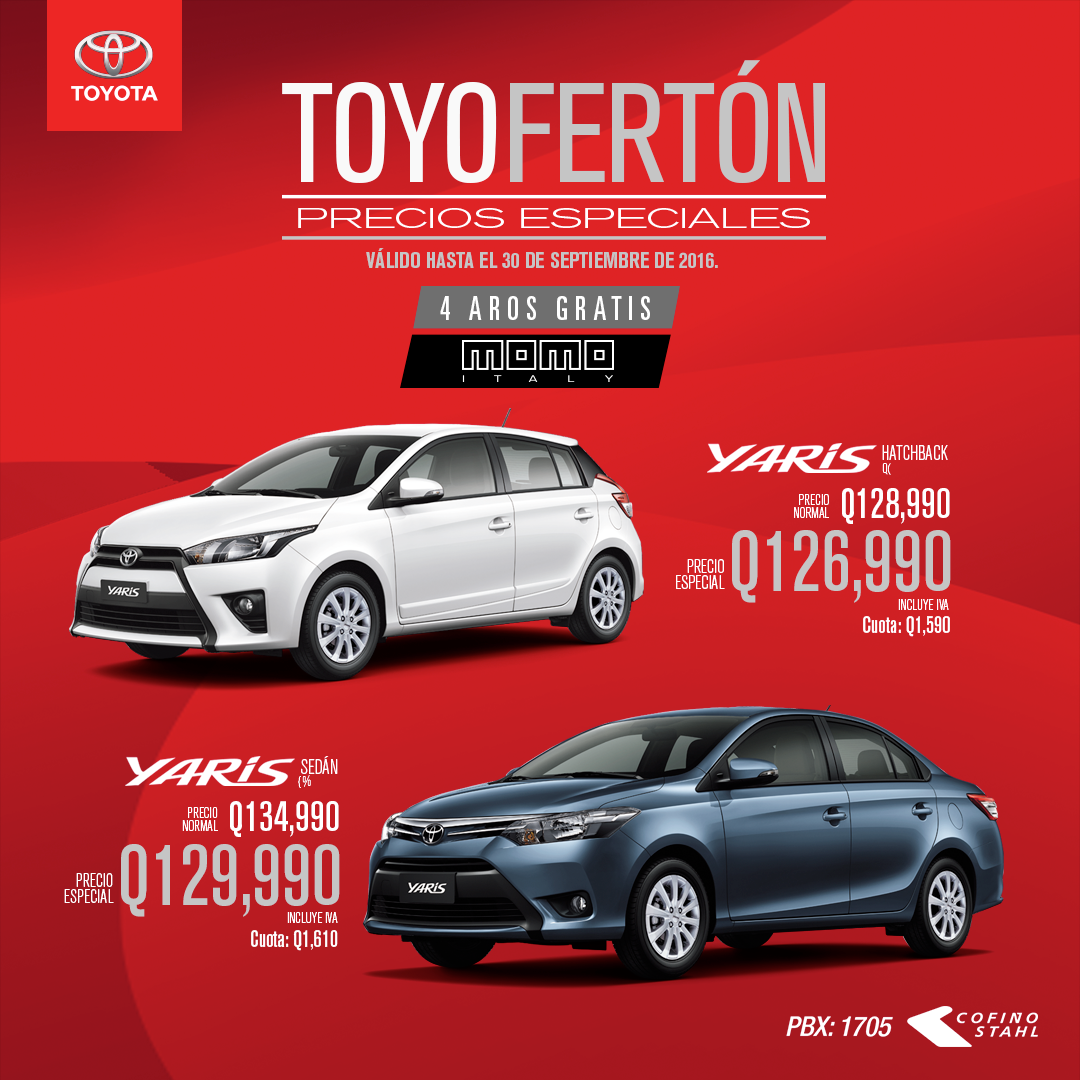 TOYOTA
TOYOFERTÓN
PRECIOS ESPECIALES
VÁLIDO HASTA EL 30 DE SEPTIEMBRE DE 2016.
4 AROS GRATIS
momo
ITALY
YARiS HATCHBACK
Q(
PRECIO NORMAL Q128,990
PRECIO ESPECIAL Q126,990
INCLUYE IVA
Cuota: Q1,590
YARiS
YARiS SEDÁN
{%
PRECIO NORMAL Q134,990
PRECIO ESPECIAL Q129,990
INCLUYE IVA
Cuota: Q1,610
YARiS
PBX: 1705
COFINO
STAHL